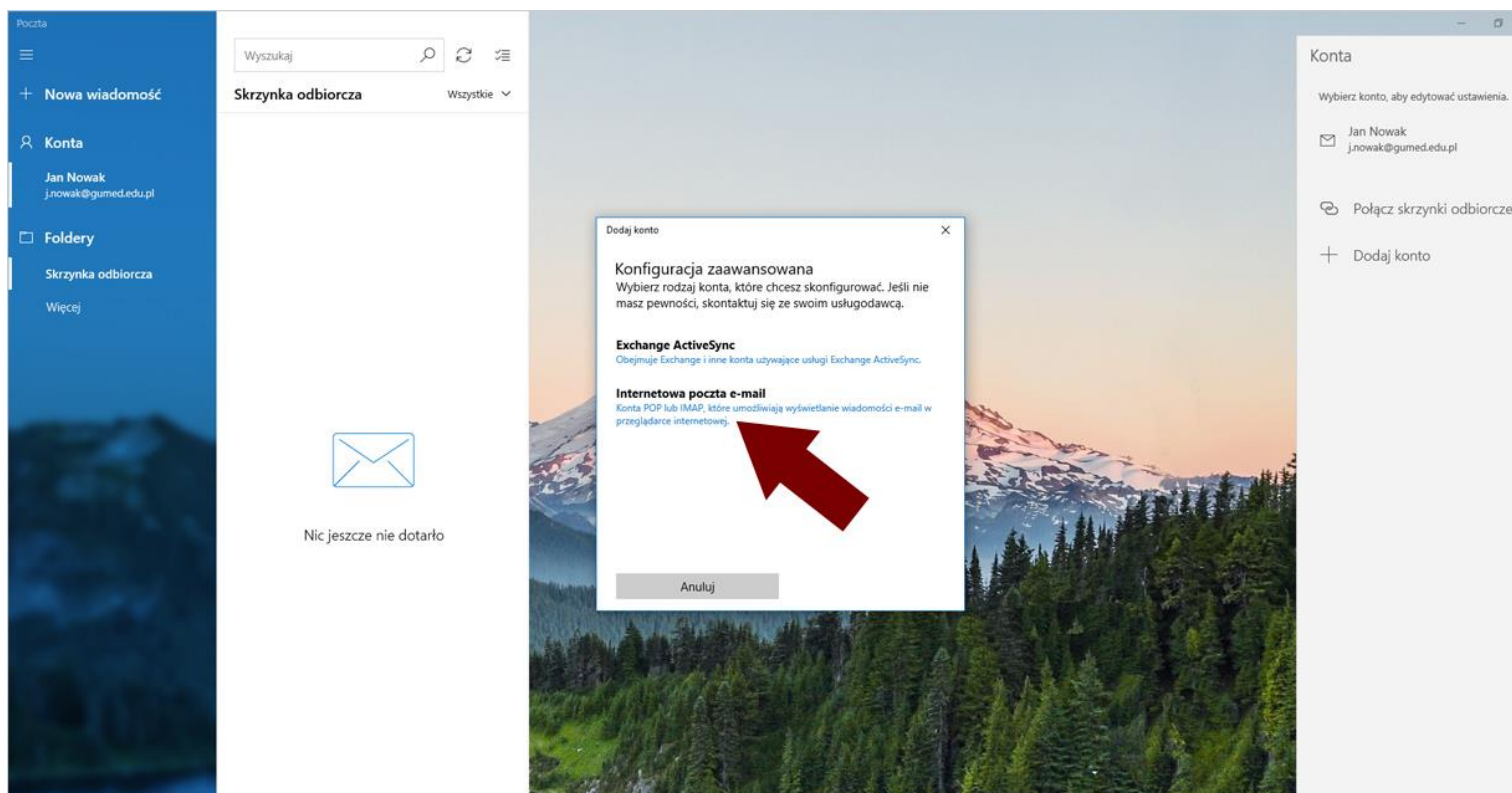 Poczta
Nowa wiadomość
Konta
Jan Nowak
j.nowak@gumed.edu.pl
Foldery
Skrzynka odbiorcza
Więcej
Wyszukaj
Skrzynka odbiorcza
Wszystkie
Nic jeszcze nie dotarło
Dodaj konto
Konfiguracja zaawansowana
Wybierz rodzaj konta, które chcesz skonfigurować. Jeśli nie
masz pewności, skontaktuj się ze swoim usługodawcą.
Exchange ActiveSync
Obejmuje Exchange i inne konta używające usługi Exchange ActiveSync.
Internetowa poczta e-mail
Konta POP lub IMAP, które umożliwiają wyświetlanie wiadomości e-mail w
przeglądarce internetowej.
Anuluj
Konta
Wybierz konto, aby edytować ustawienia.
Jan Nowak
j.nowak@gumed.edu.pl
Połącz skrzynki odbiorcze
Dodaj konto